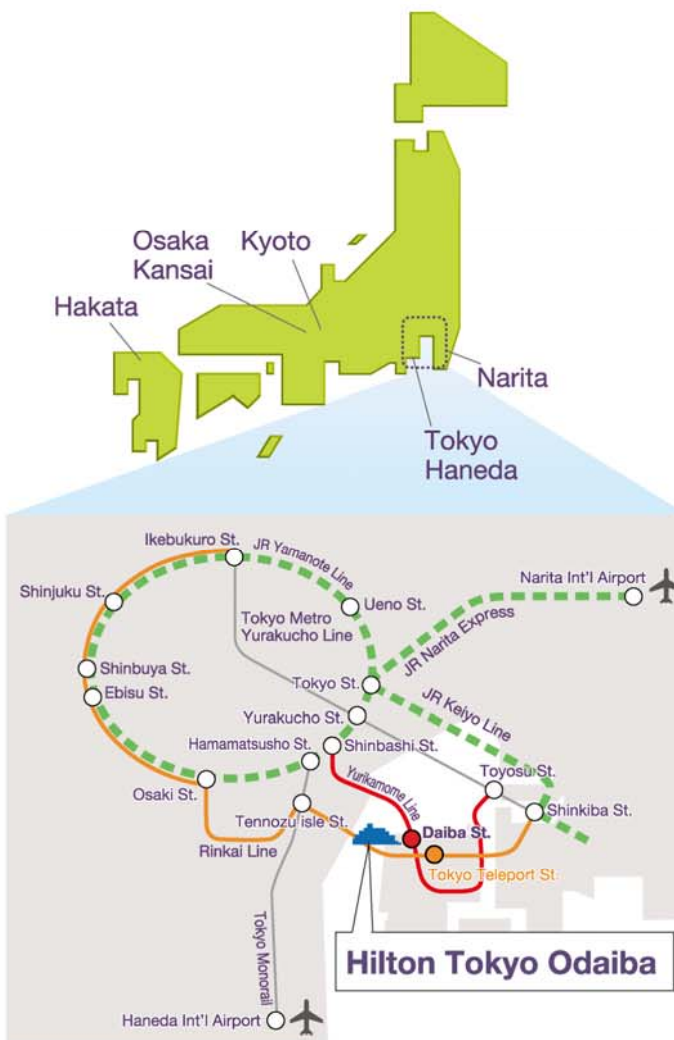 Osaka
Kansai
Kyoto
Hakata
Narita
Tokyo
Haneda
Ikebukuro St.
JR Yamanote Line
Shinjuku St.
Ueno St.
Narita Int'l Airport
Tokyo Metro
Yurakucho Line
JR Narita Express
Shinbuya St.
Ebisu St.
Tokyo St.
JR Keiyo Line
Yurakucho St.
Hamamatsusho St.
Shinbashi St.
Toyosu St.
Osaki St.
Yurikamome Line
Shinkiba St.
Tennozu isle St.
Daiba St.
Rinkai Line
Tokyo Teleport St.
Tokyo Monorail
Hilton Tokyo Odaiba
Haneda Int'l Airport